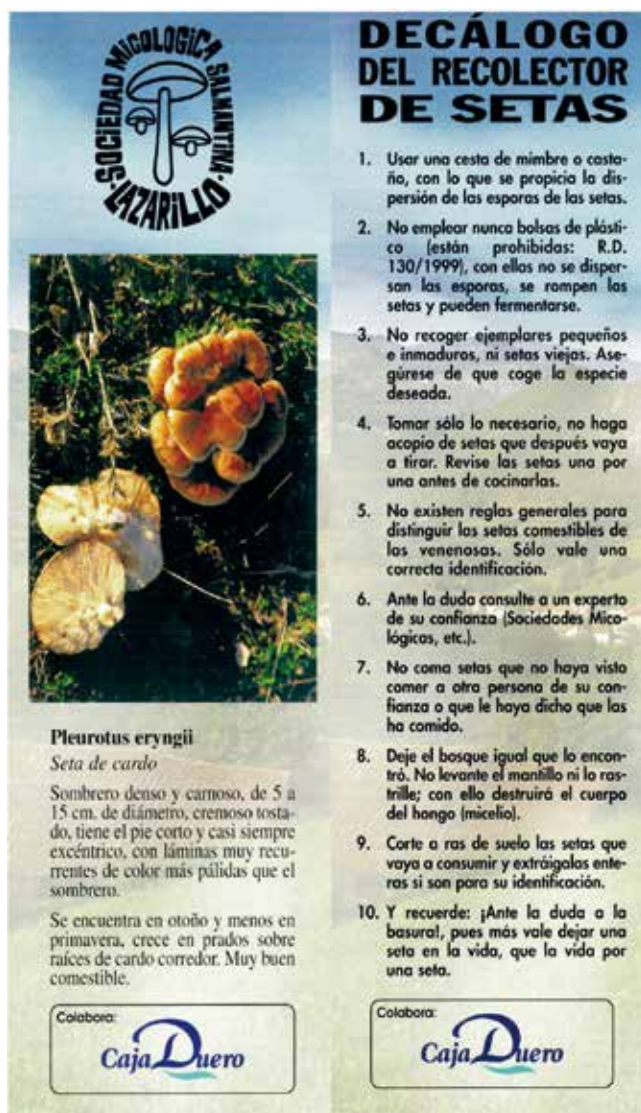 SOCIEDAD MICOLOGICA SALMANTINA · LAZARILLO ·
Pleurotus eryngii
Seta de cardo
Sombrero denso y carnoso, de 5 a
15 cm. de diámetro, cremoso tosta-
do, tiene el pie corto y casi siempre
excéntrico, con láminas muy recu-
rrentes de color más pálidas que el
sombrero.
Se encuentra en otoño y menos en
primavera, crece en prados sobre
raíces de cardo corredor. Muy buen
comestible.
Colabora:
Caja Duero
DECÁLOGO
DEL RECOLECTOR
DE SETAS
1. Usar una cesta de mimbre o casta-
ño, con lo que se propicia la dis-
persión de las esporas de las setas.
2. No emplear nunca bolsas de plásti-
co (están prohibidas: R.D.
130/1999), con ellas no se disper-
san las esporas, se rompen las
setas y pueden fermentarse.
3. No recoger ejemplares pequeños
e inmaduros, ni setas viejas. Ase-
gúrese de que coge la especie
deseada.
4. Tomar sólo lo necesario, no haga
acopio de setas que después vaya
a tirar. Revise las setas una por
una antes de cocinarlas.
5. No existen reglas generales para
distinguir las setas comestibles de
las venenosas. Sólo vale una
correcta identificación.
6. Ante la duda consulte a un experto
de su confianza (Sociedades Mico-
lógicas, etc.).
7. No coma setas que no haya visto
comer a otra persona de su con-
fianza o que le haya dicho que las
ha comido.
8. Deje el bosque igual que lo encon-
tró. No levante el mantillo ni lo ras-
trille; con ello destruirá el cuerpo
del hongo (micelio).
9. Corte a ras de suelo las setas que
vaya a consumir y extráigalas ente-
ras si son para su identificación.
10. Y recuerde: ¡Ante la duda a la
basura!, pues más vale dejar una
seta en la vida, que la vida por
una seta.
Colabora:
Caja Duero